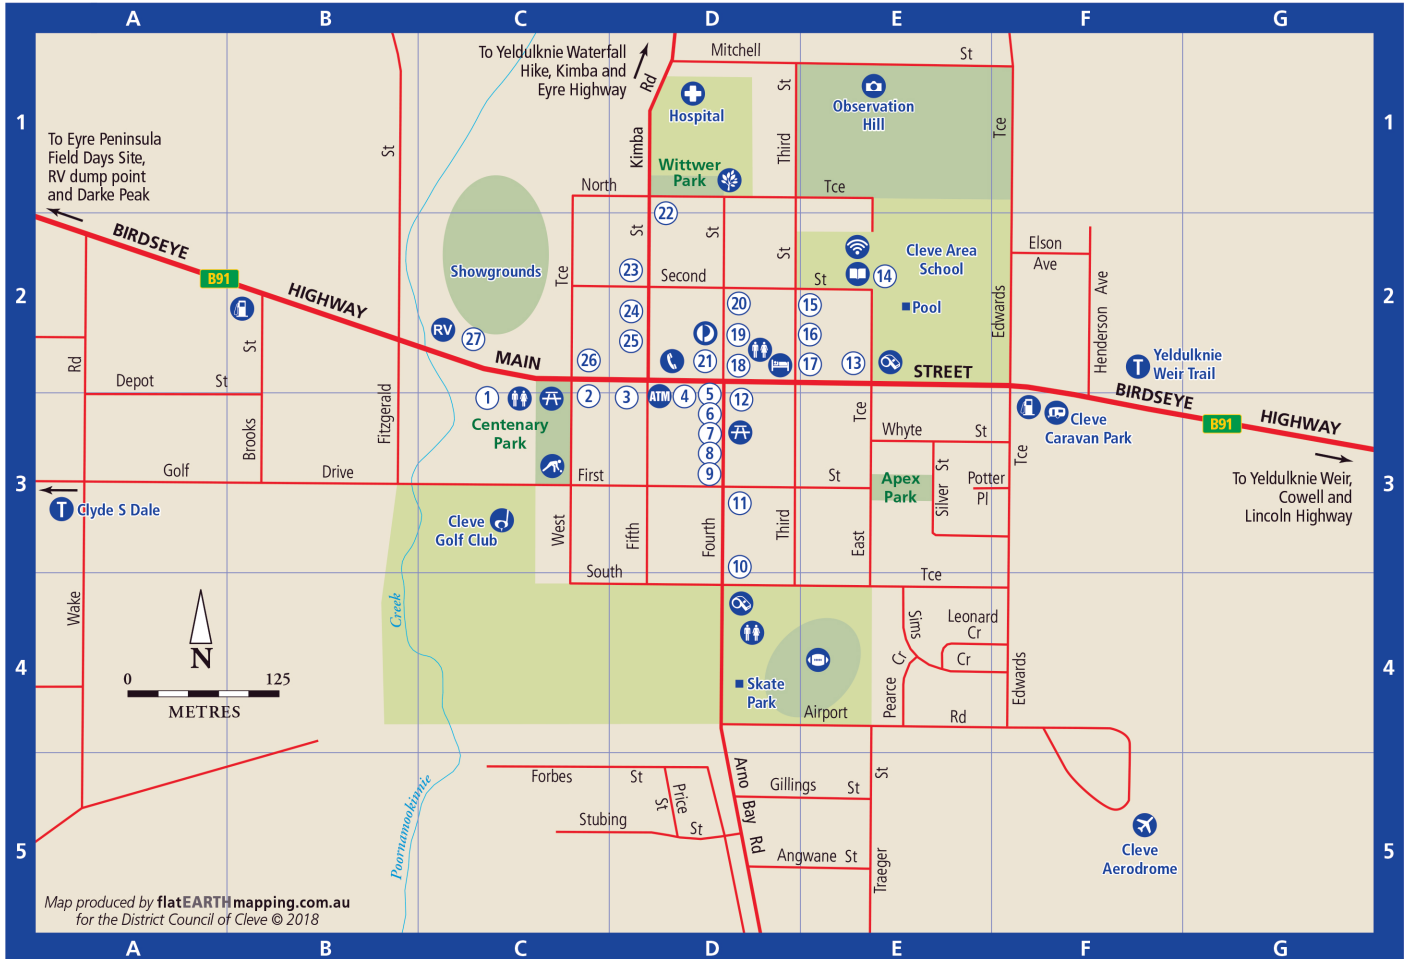 A B C D E F G
To Yeldulknie Waterfall
Hike, Kimba and
Eyre Highway
Mitchell St
Rd
Kimba
Hospital
St
Third
Observation
Hill
Tce
1 1
To Eyre Peninsula
Field Days Site,
RV dump point
and Darke Peak
St
Wittwer
Park
North Tce
BIRDSEYE
B91
HIGHWAY
22
St
St
St
Elson
Ave
Cleve Area
School
14
Showgrounds
23
Second St
Tce
Pool
Edwards
Henderson Ave
2 2
24
25
20
19
18
21
15
16
17
13
RV
27
26
MAIN
STREET
Yeldulknie
Weir Trail
BIRDSEYE
B91
HIGHWAY
Rd
St
Depot St
Brooks
Fitzgerald
1
2
3
ATM
4
5
6
7
8
9
12
Centenary
Park
Tce
Whyte St
Tce
Cleve
Caravan Park
Golf Drive
First St
Apex
Park
St
Silver
Potter
Pl
To Yeldulknie Weir,
Cowell and
Lincoln Highway
3 3
T
T
Clyde S Dale
Cleve
Golf Club
West
Fifth
Fourth
11
Third
East
10
South Tce
Wake
Creek
N
0 125
METRES
Sims
Leonard
Cr
Cr
Cr
Pearce
Edwards
Skate
Park
Airport Rd
4 4
Forbes St
Price
St
Stubing St
Arno
Bay
Rd
Gillings St
St
Angwane St
Traeger
Poornamookinnie
Cleve
Aerodrome
5 5
Map produced by flatEARTHmapping.com.au
for the District Council of Cleve © 2018
A B C D E F G